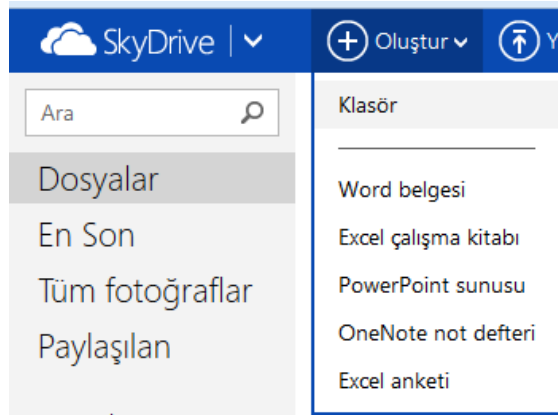 SkyDrive
Oluştur
Y
Ara
Dosyalar
En Son
Tüm fotoğraflar
Paylaşılan
Klasör
Word belgesi
Excel çalışma kitabı
PowerPoint sunusu
OneNote not defteri
Excel anketi